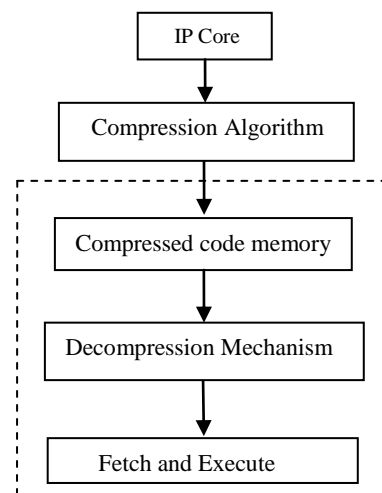 IP Core
Compression Algorithm
Compressed code memory
Decompression Mechanism
Fetch and Execute